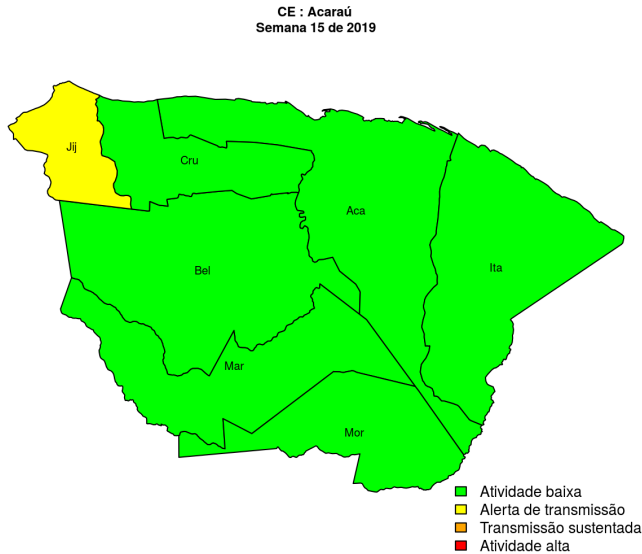 CE : Acaraú
Semana 15 de 2019
Jij
Cru
Aca
Bel
Ita
Mar
Mor
Atividade baixa
Alerta de transmissão
Transmissão sustentada
Atividade alta